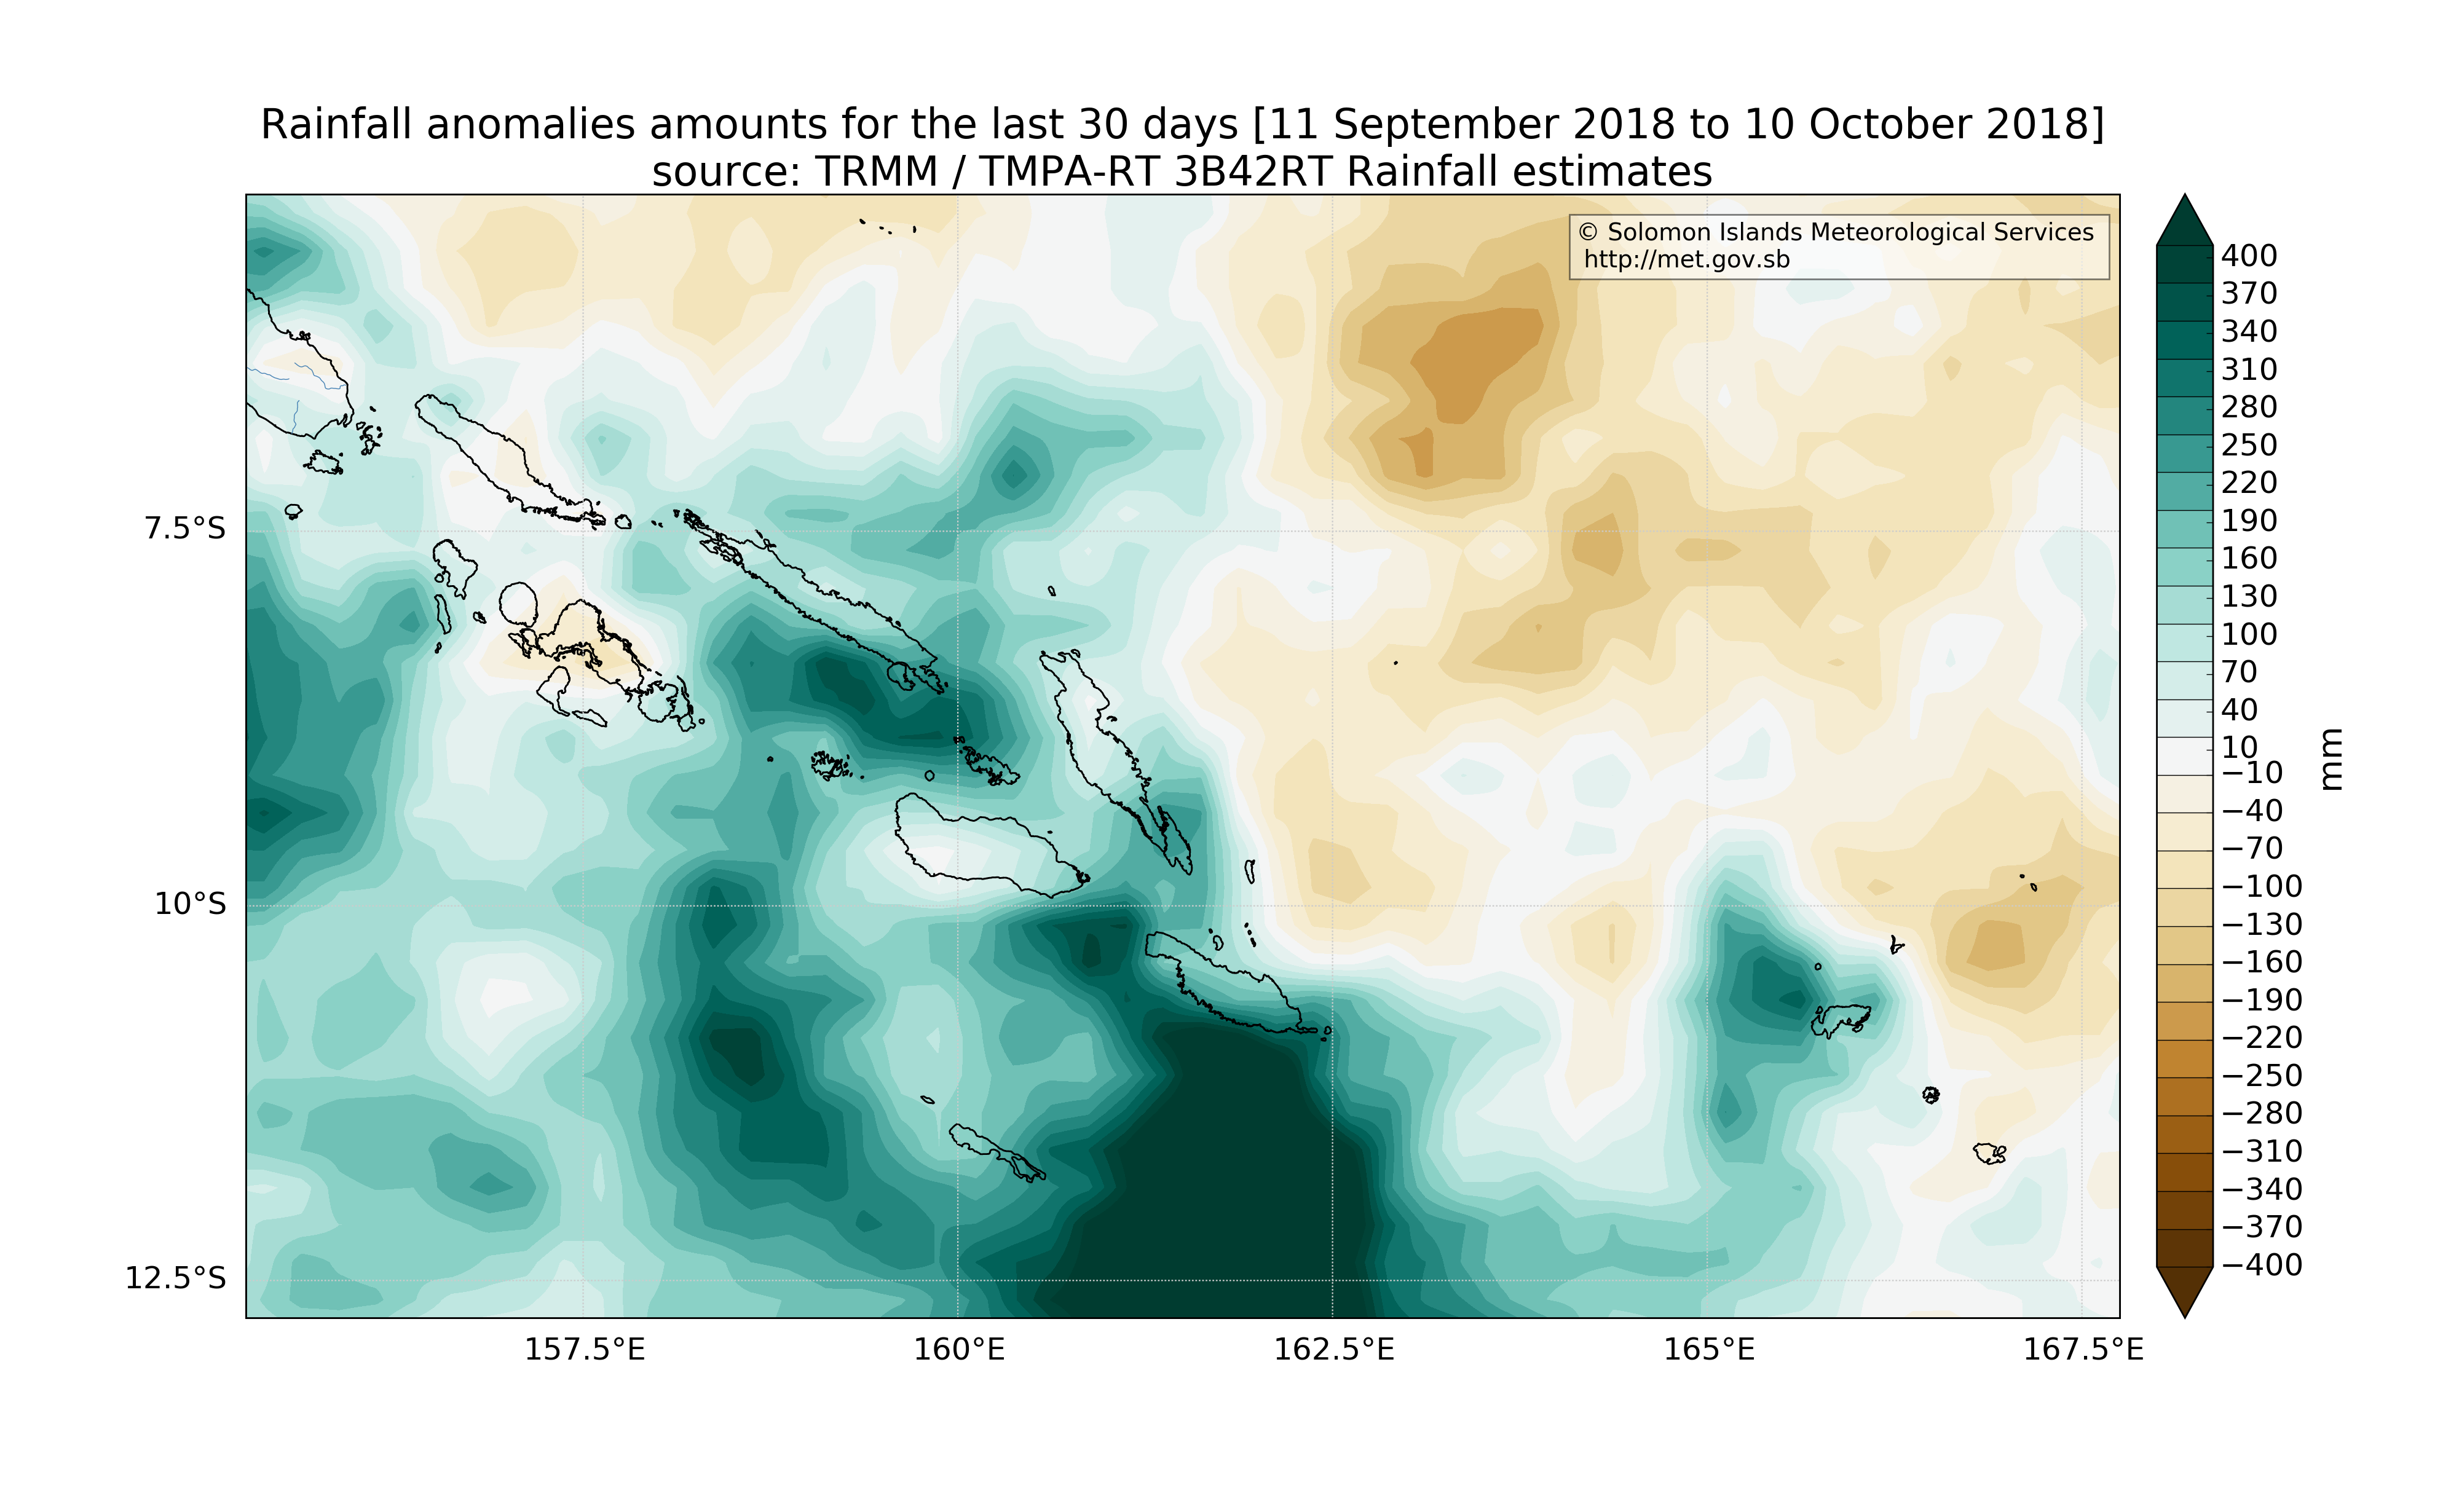 Rainfall anomalies amounts for the last 30 days [11 September 2018 to 10 October 2018]
source: TRMM / TMPA-RT 3B42RT Rainfall estimates
© Solomon Islands Meteorological Services
http://met.gov.sb
7.5°S
10°S
12.5°S
157.5°E
160°E
162.5°E
165°E
167.5°E
400
370
340
310
280
250
220
190
160
130
100
70
40
10
−10
−40
−70
−100
−130
−160
−190
−220
−250
−280
−310
−340
−370
−400
mm